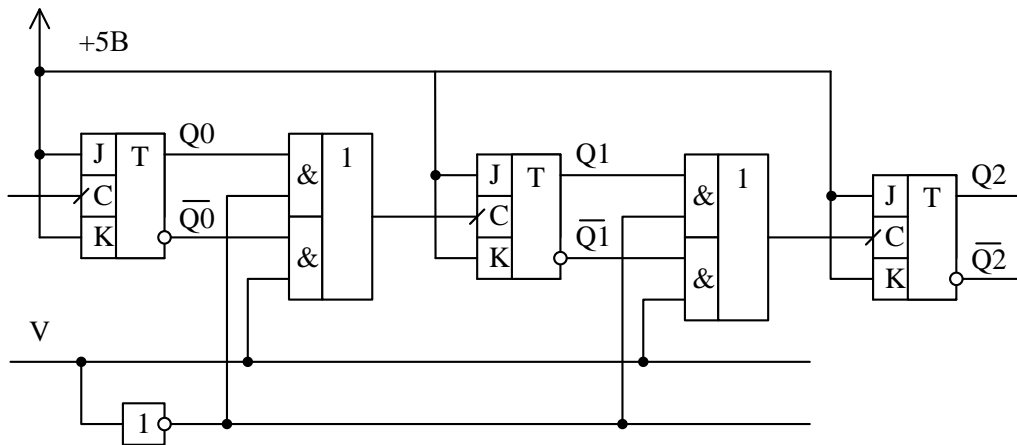 +5В
J T Q0 & 1 J T Q1 & 1 J T Q2
C C C
K Q̅0̅ & K Q̅1̅ & K Q̅2̅
V
1